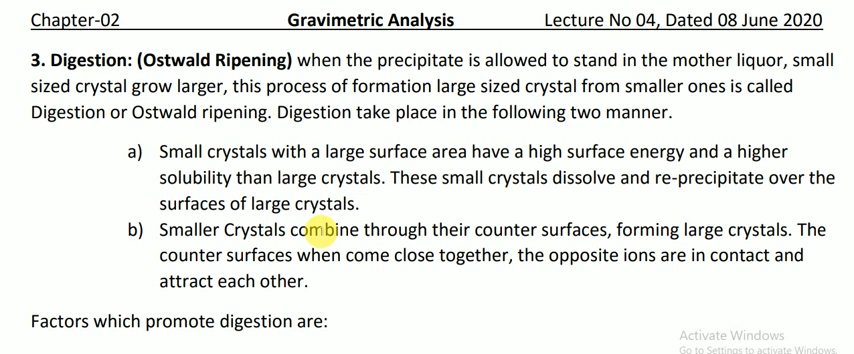 Chapter-02 Gravimetric Analysis Lecture No 04, Dated 08 June 2020
3. Digestion: (Ostwald Ripening) when the precipitate is allowed to stand in the mother liquor, small
sized crystal grow larger, this process of formation large sized crystal from smaller ones is called
Digestion or Ostwald ripening. Digestion take place in the following two manner.
a) Small crystals with a large surface area have a high surface energy and a higher
solubility than large crystals. These small crystals dissolve and re-precipitate over the
surfaces of large crystals.
b) Smaller Crystals combine through their counter surfaces, forming large crystals. The
counter surfaces when come close together, the opposite ions are in contact and
attract each other.
Factors which promote digestion are:
Activate Windows
Go to Settings to activate Windows.